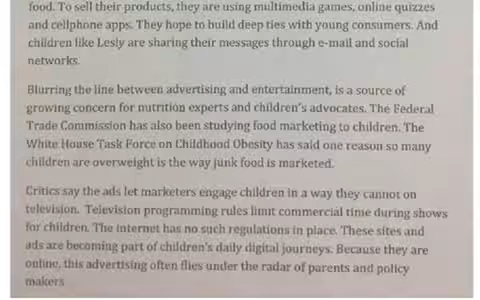 food. To sell their products, they are using multimedia games, online quizzes
and cellphone apps. They hope to build deep ties with young consumers. And
children like Lesly are sharing their messages through e-mail and social
networks.
Blurring the line between advertising and entertainment, is a source of
growing concern for nutrition experts and children's advocates. The Federal
Trade Commission has also been studying food marketing to children. The
White House Task Force on Childhood Obesity has said one reason so many
children are overweight is the way junk food is marketed.
Critics say the ads let marketers engage children in a way they cannot on
television. Television programming rules limit commercial time during shows
for children. The internet has no such regulations in place. These sites and
ads are becoming part of children's daily digital journeys. Because they are
online, this advertising often flies under the radar of parents and policy
makers